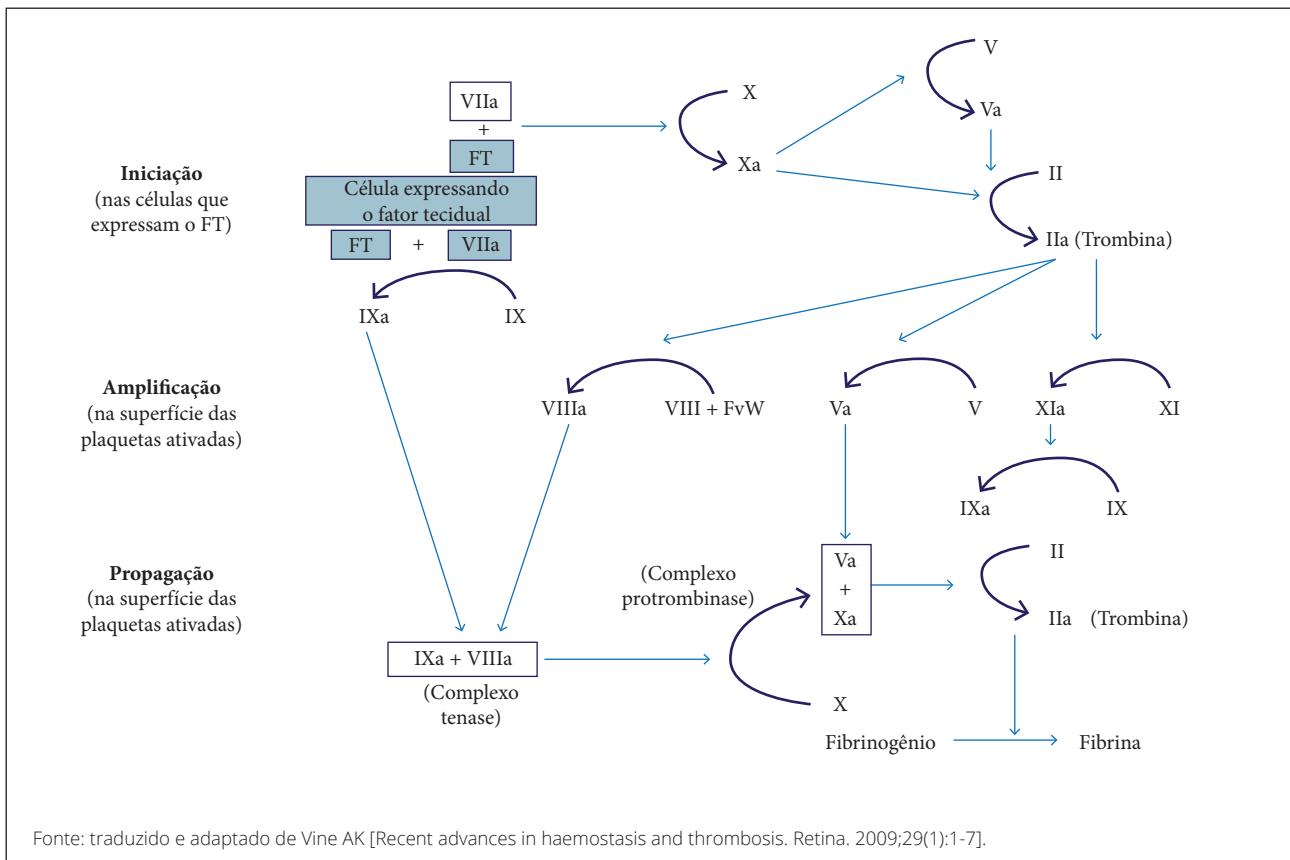 VIIa
+
FT
Célula expressando
o fator tecidual
FT + VIIa
IXa IX
X
Xa
V
Va
II
IIa (Trombina)
Iniciação
(nas células que
expressam o FT)
Amplificação
(na superfície das
plaquetas ativadas)
VIIIa VIII + FvW
Va V
XIa XI
IXa IX
Propagação
(na superfície das
plaquetas ativadas)
IXa + VIIIa
(Complexo
tenase)
(Complexo
protrombinase)
Va
+
Xa
X
II
IIa (Trombina)
Fibrinogênio Fibrina
Fonte: traduzido e adaptado de Vine AK [Recent advances in haemostasis and thrombosis. Retina. 2009;29(1):1-7].